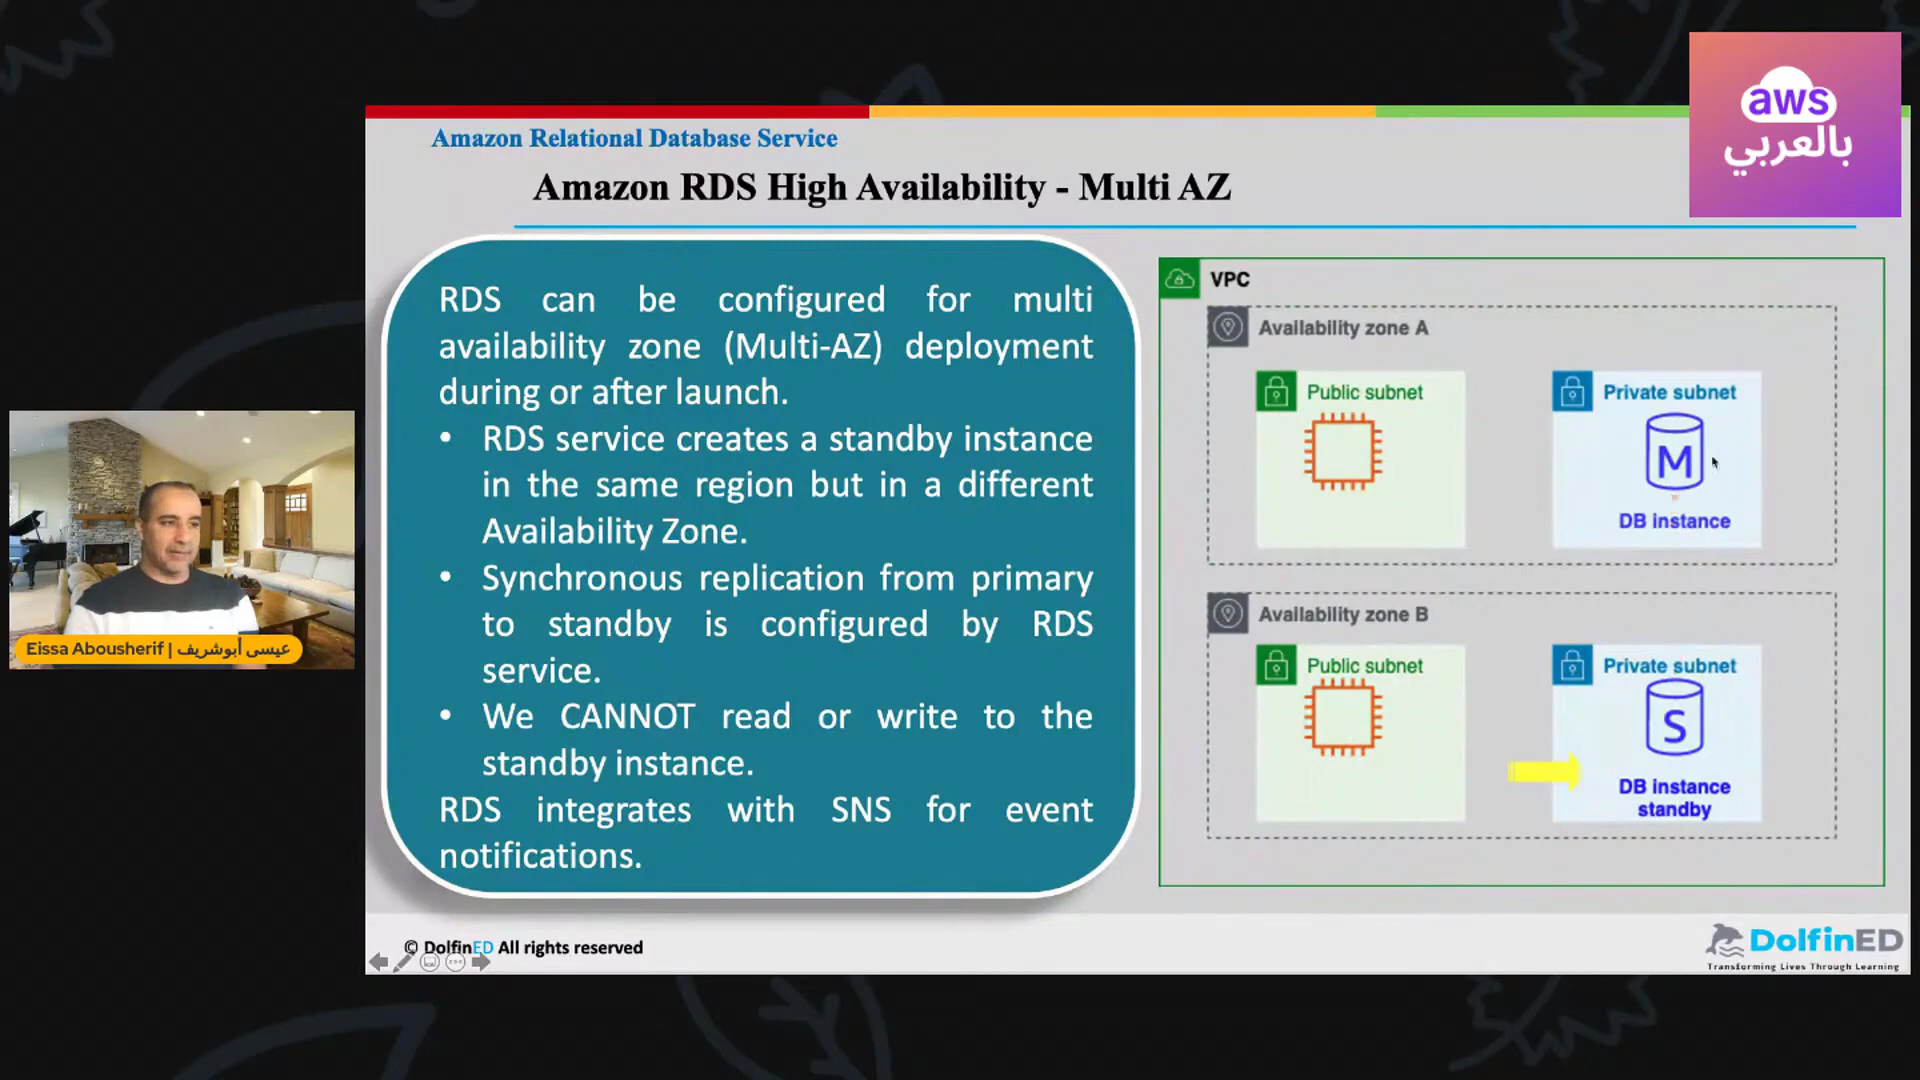 aws
بالعربي
Amazon Relational Database Service
Amazon RDS High Availability - Multi AZ
RDS can be configured for multi
availability zone (Multi-AZ) deployment
during or after launch.
• RDS service creates a standby instance
in the same region but in a different
Availability Zone.
• Synchronous replication from primary
to standby is configured by RDS
service.
• We CANNOT read or write to the
standby instance.
RDS integrates with SNS for event
notifications.
VPC
Availability zone A
Public subnet
Private subnet
M
DB instance
Availability zone B
Public subnet
Private subnet
S
DB instance
standby
Eissa Abousherif | عيسى أبوشريف
© DolfinED All rights reserved
DolfinED
Transforming Lives Through Learning